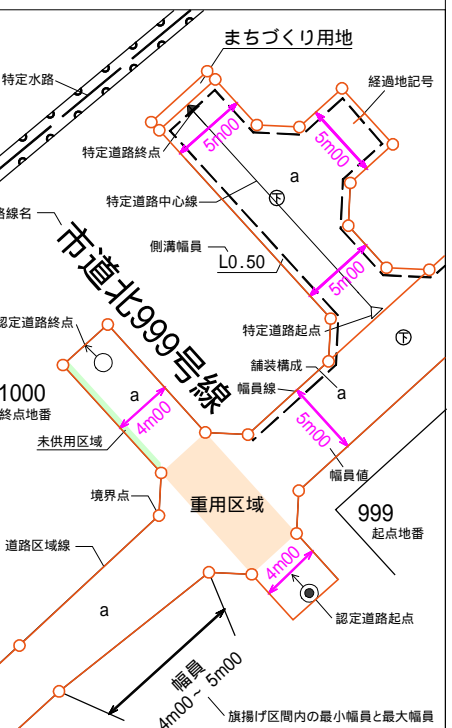 まちづくり用地
特定水路
経過地記号
5m00
5m00
特定道路終点
a
特定道路中心線
下
路線名
側溝幅員
L0.50
5m00
市道北999号線
認定道路終点
特定道路起点
下
舗装構成
a
幅員線
a
1000
終点地番
4m00
5m00
未供用区域
幅員値
境界点
重用区域
999
起点地番
道路区域線
4m00
a
認定道路起点
幅員
4m00～5m00
旗揚げ区間内の最小幅員と最大幅員